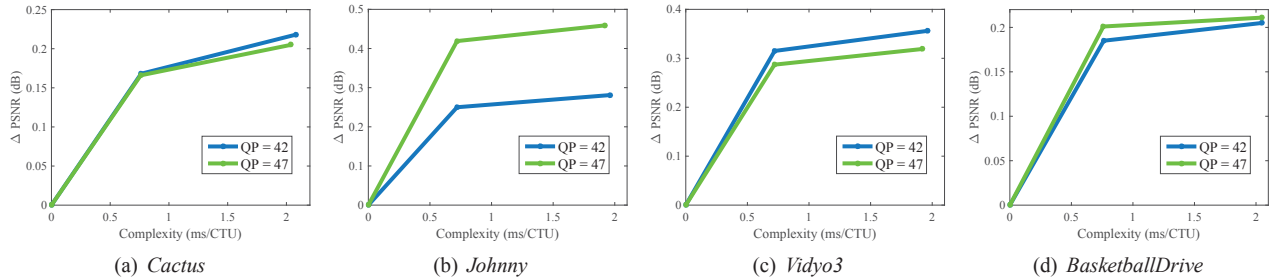 0.25
0.2
0.15
0.1
0.05
0
Δ PSNR (dB)
QP = 42
QP = 47
0 0.5 1 1.5 2
Complexity (ms/CTU)
(a) Cactus
0.5
0.4
0.3
0.2
0.1
0
Δ PSNR (dB)
QP = 42
QP = 47
0 0.5 1 1.5 2
Complexity (ms/CTU)
(b) Johnny
0.4
0.3
0.2
0.1
0
Δ PSNR (dB)
QP = 42
QP = 47
0 0.5 1 1.5 2
Complexity (ms/CTU)
(c) Vidyo3
0.2
0.15
0.1
0.05
0
Δ PSNR (dB)
QP = 42
QP = 47
0 0.5 1 1.5 2
Complexity (ms/CTU)
(d) BasketballDrive